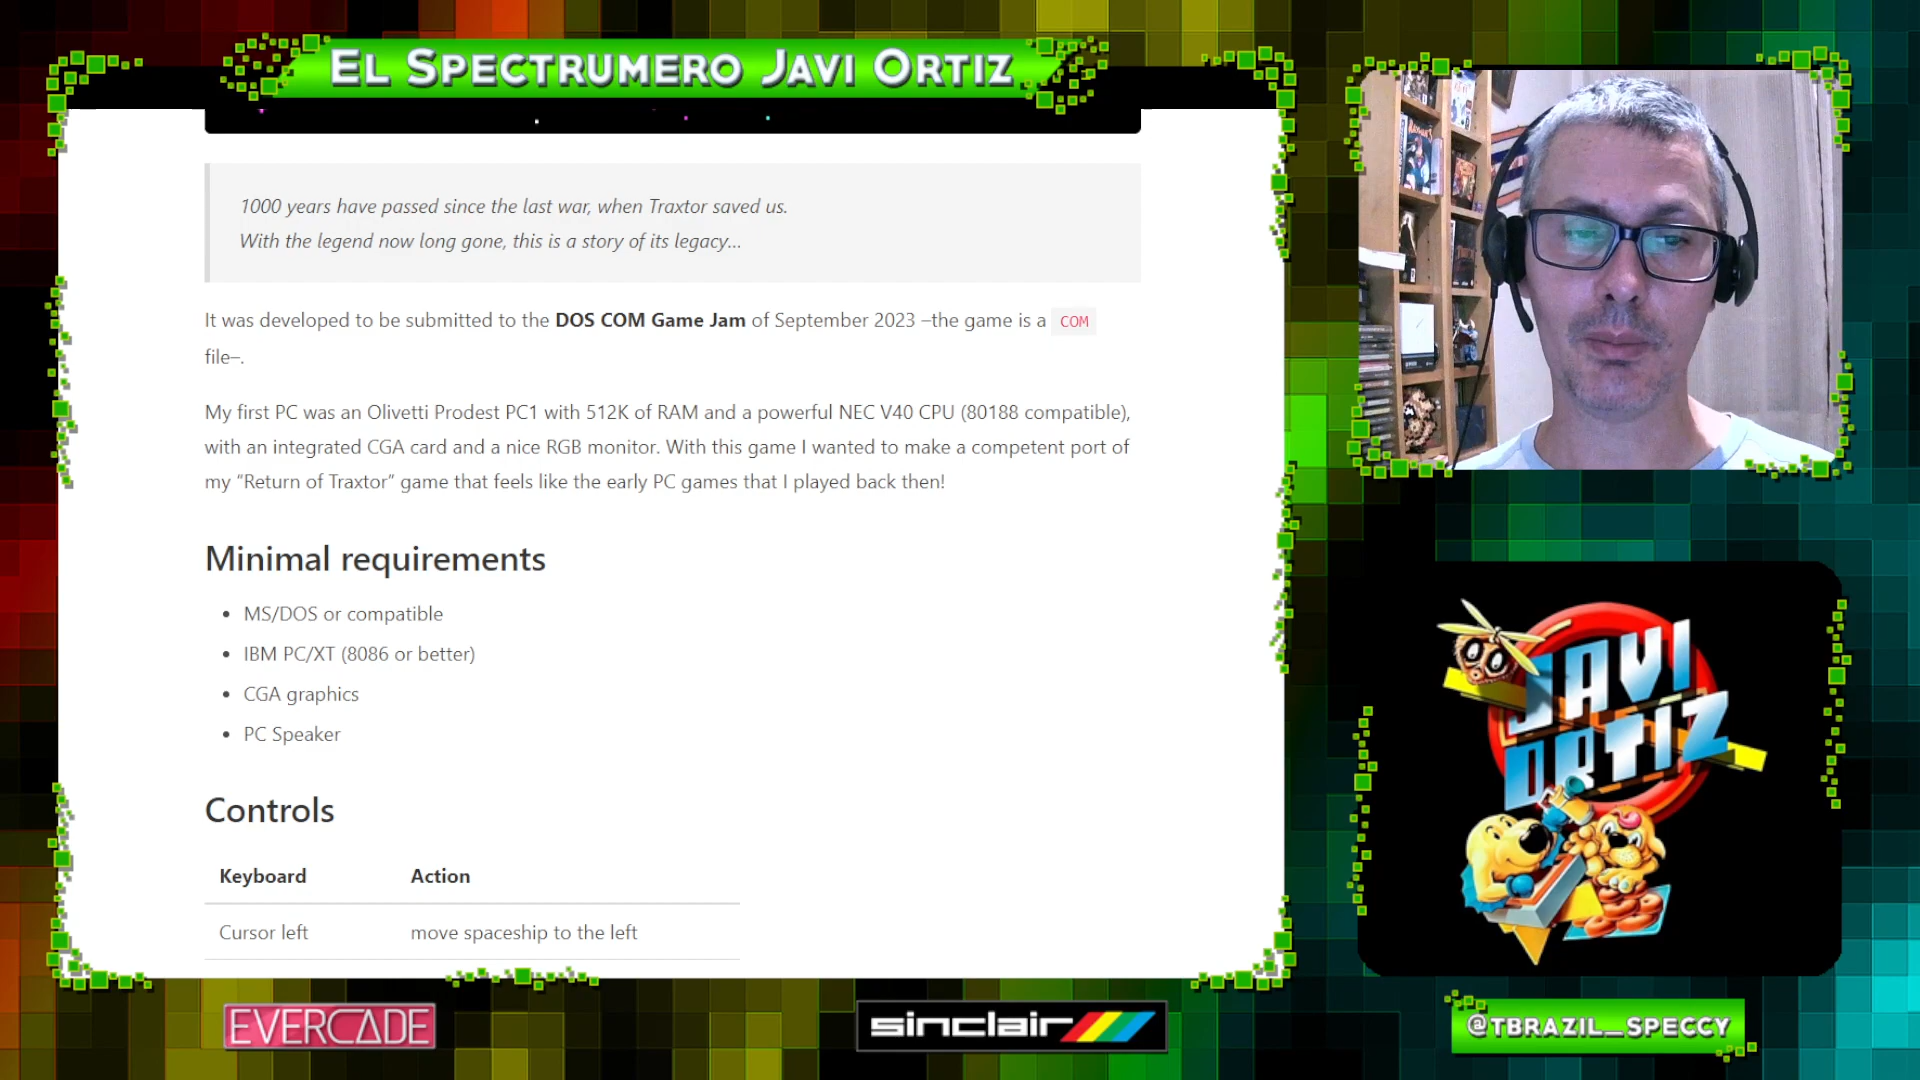 EL SPECTRUMERO JAVI ORTIZ
1000 years have passed since the last war, when Traxtor saved us.
With the legend now long gone, this is a story of its legacy...
It was developed to be submitted to the DOS COM Game Jam of September 2023 –the game is a COM
file–.
My first PC was an Olivetti Prodest PC1 with 512K of RAM and a powerful NEC V40 CPU (80188 compatible),
with an integrated CGA card and a nice RGB monitor. With this game I wanted to make a competent port of
my “Return of Traxtor” game that feels like the early PC games that I played back then!
Minimal requirements
• MS/DOS or compatible
• IBM PC/XT (8086 or better)
• CGA graphics
• PC Speaker
Controls
Keyboard Action
Cursor left move spaceship to the left
JAVI
ORTIZ
EVERCADE
sinclair
@TBRAZIL_SPECCY